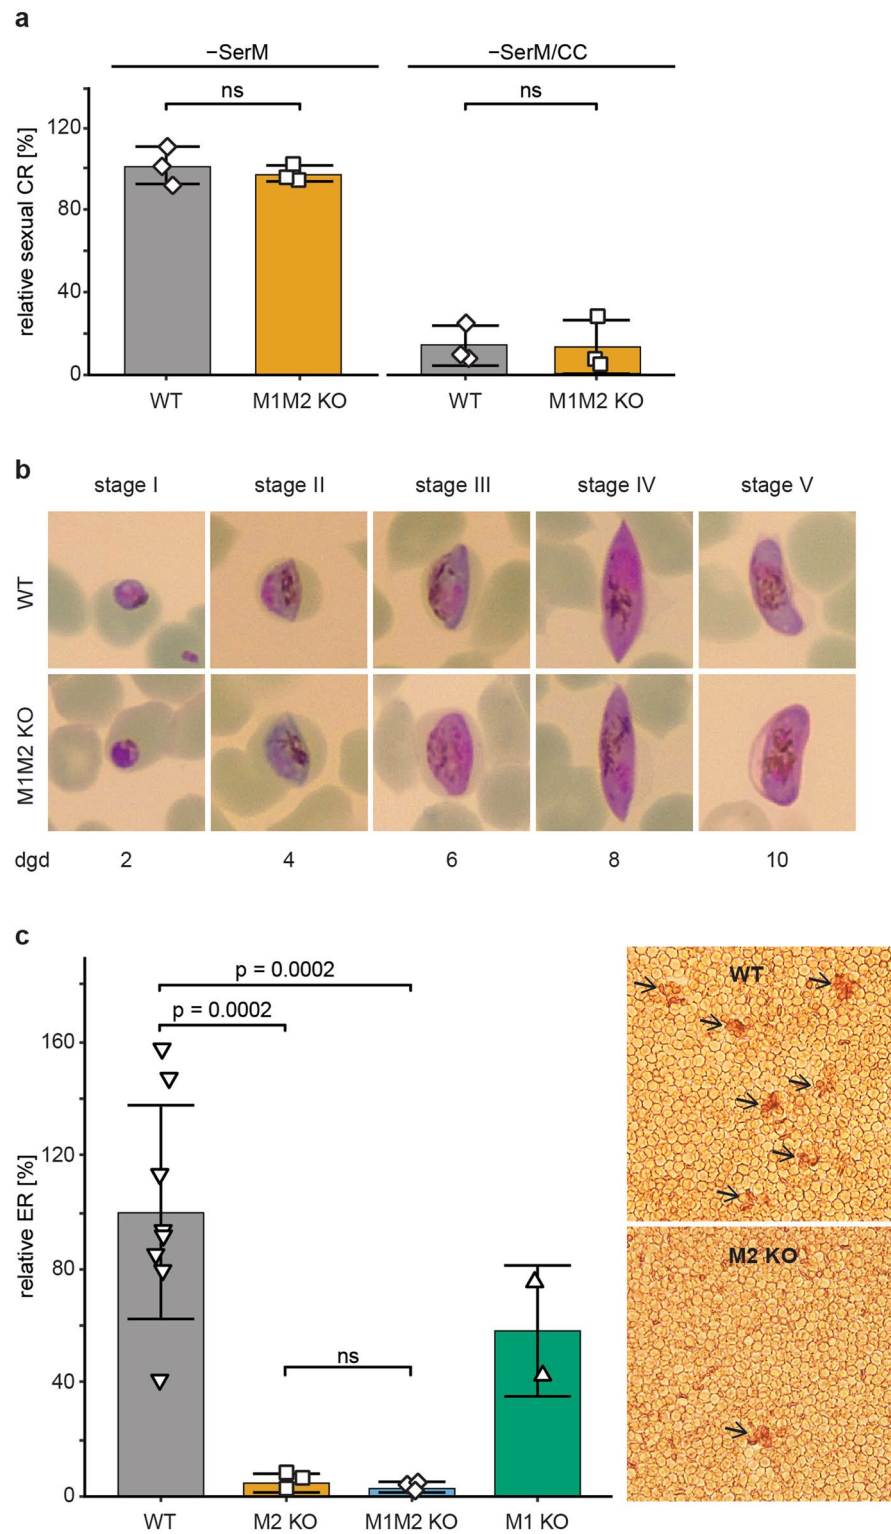 a
−SerM
−SerM/CC
ns
ns
relative sexual CR [%]
120
80
40
0
WT
M1M2 KO
WT
M1M2 KO
b
stage I
stage II
stage III
stage IV
stage V
WT
M1M2 KO
dgd
2
4
6
8
10
c
p = 0.0002
p = 0.0002
ns
relative ER [%]
160
120
80
40
0
WT
M2 KO
M1M2 KO
M1 KO
WT
M2 KO